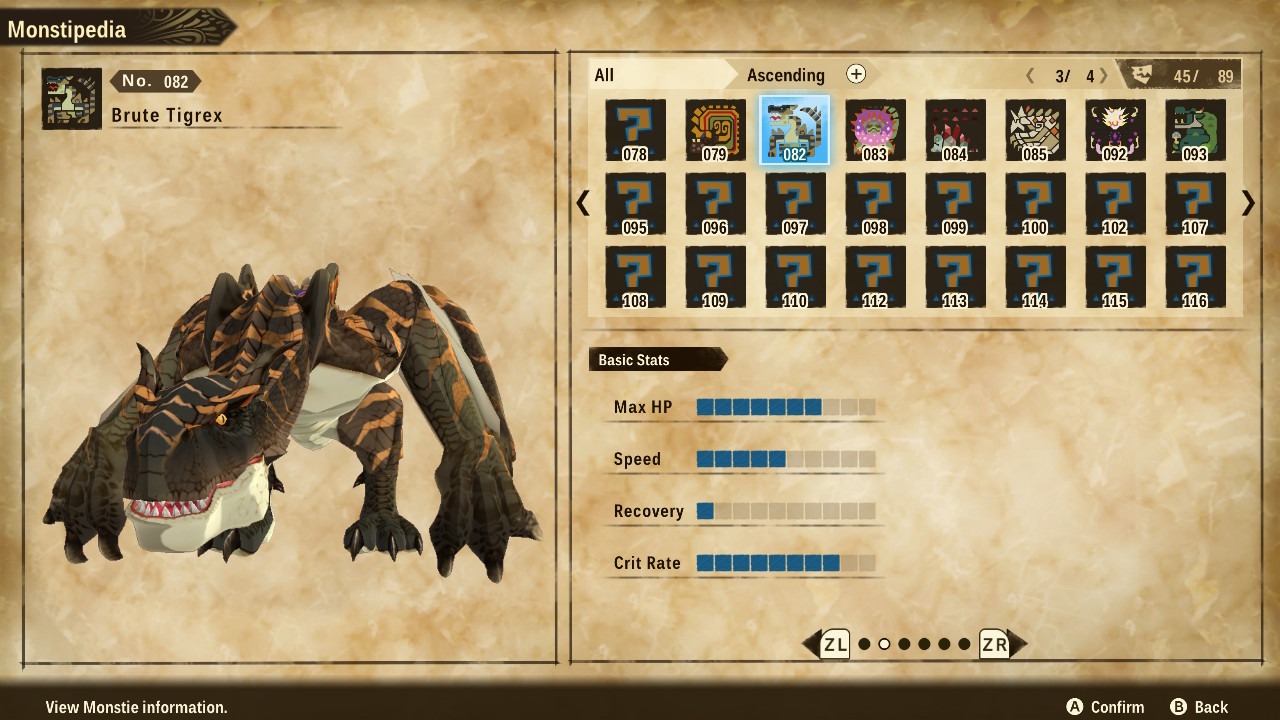 Monstipedia
No. 082
Brute Tigrex
All
Ascending
3/ 4
45/ 89
078 079 082 083 084 085 092 093
095 096 097 098 099 100 102 107
108 109 110 112 113 114 115 116
Basic Stats
Max HP
Speed
Recovery
Crit Rate
ZL ZR
View Monstie information.
A Confirm B Back